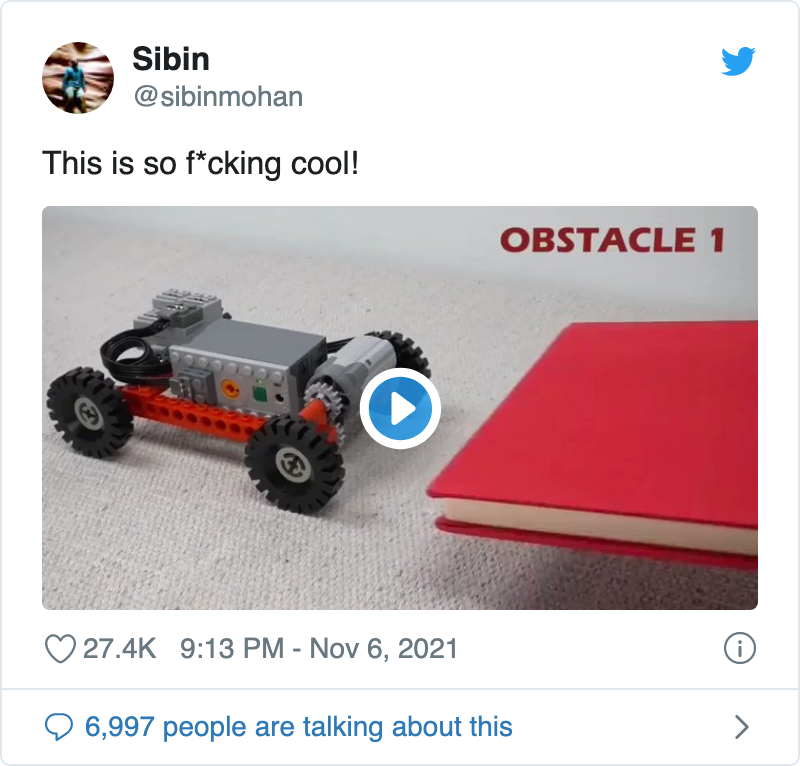 Sibin
@sibinmohan
This is so f*cking cool!
OBSTACLE 1
27.4K 9:13 PM - Nov 6, 2021
6,997 people are talking about this